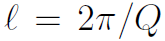 ℓ = 2π/Q